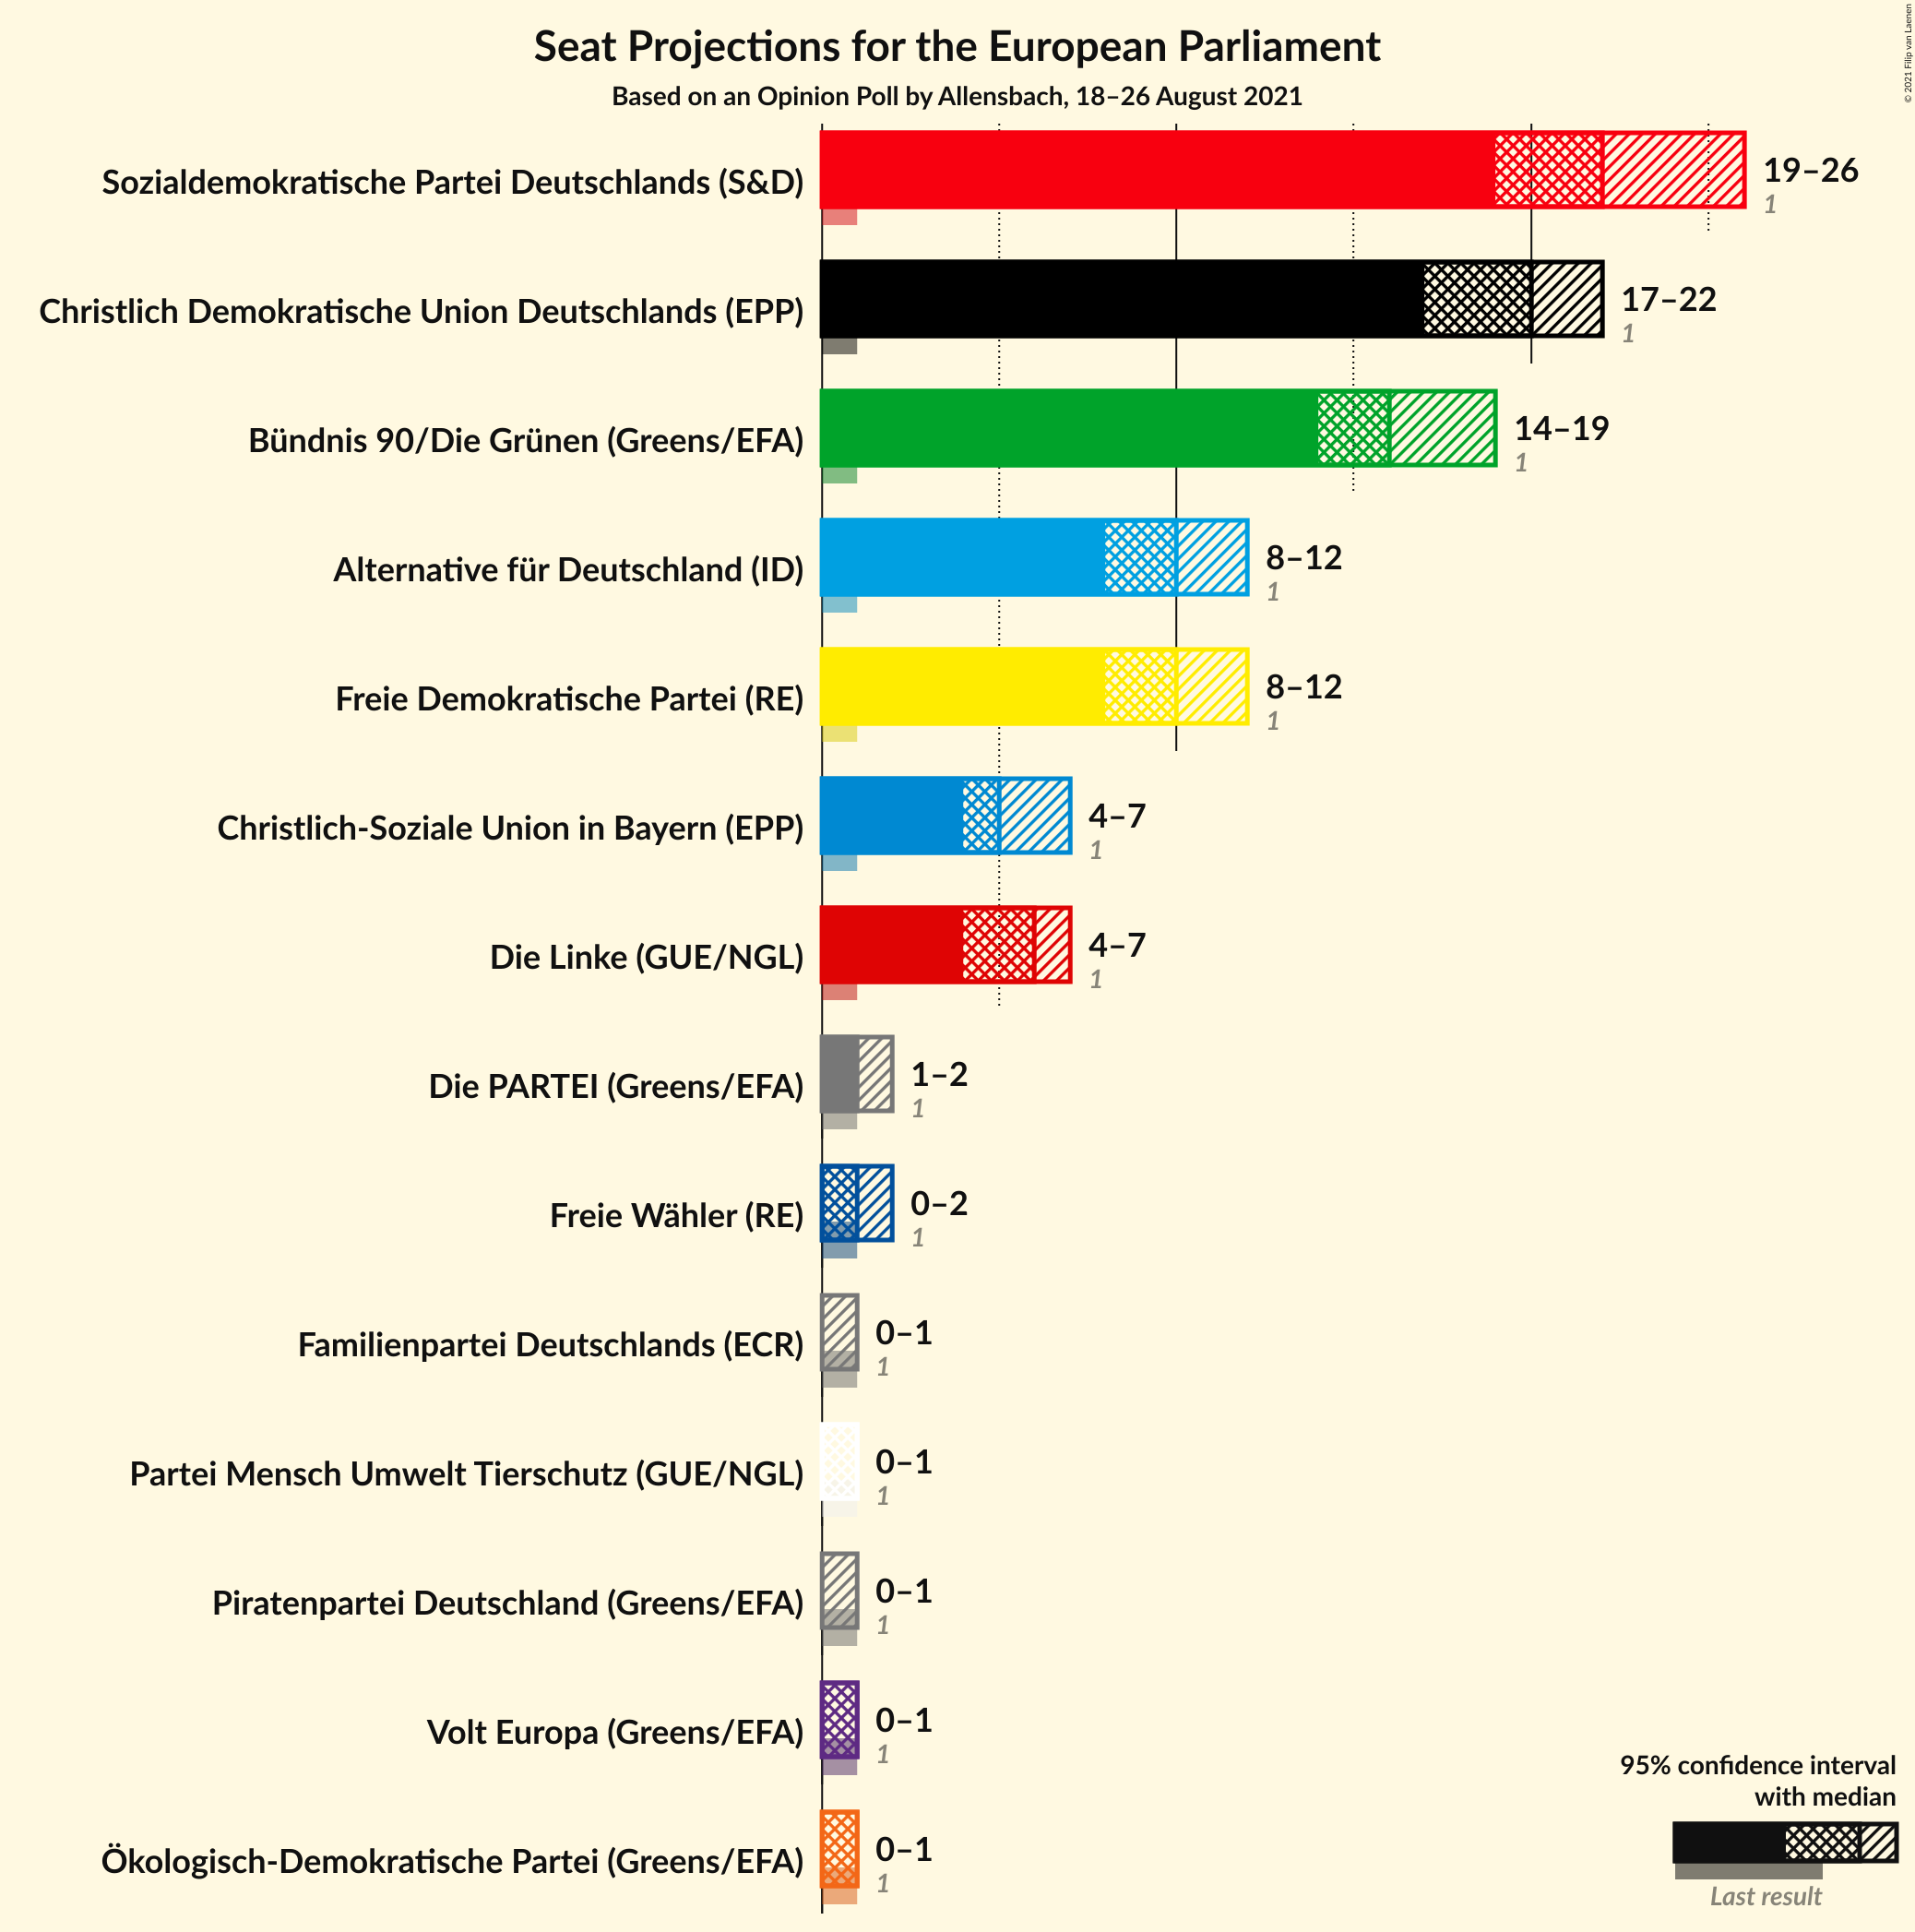 Seat Projections for the European Parliament
Based on an Opinion Poll by Allensbach, 18–26 August 2021
© 2021 Filip van Laenen
Sozialdemokratische Partei Deutschlands (S&D)
19–26
1
Christlich Demokratische Union Deutschlands (EPP)
17–22
1
Bündnis 90/Die Grünen (Greens/EFA)
14–19
1
Alternative für Deutschland (ID)
8–12
1
Freie Demokratische Partei (RE)
8–12
1
Christlich-Soziale Union in Bayern (EPP)
4–7
1
Die Linke (GUE/NGL)
4–7
1
Die PARTEI (Greens/EFA)
1–2
1
Freie Wähler (RE)
0–2
1
Familienpartei Deutschlands (ECR)
0–1
1
Partei Mensch Umwelt Tierschutz (GUE/NGL)
0–1
1
Piratenpartei Deutschland (Greens/EFA)
0–1
1
Volt Europa (Greens/EFA)
0–1
1
Ökologisch-Demokratische Partei (Greens/EFA)
0–1
1
95% confidence interval
with median
Last result